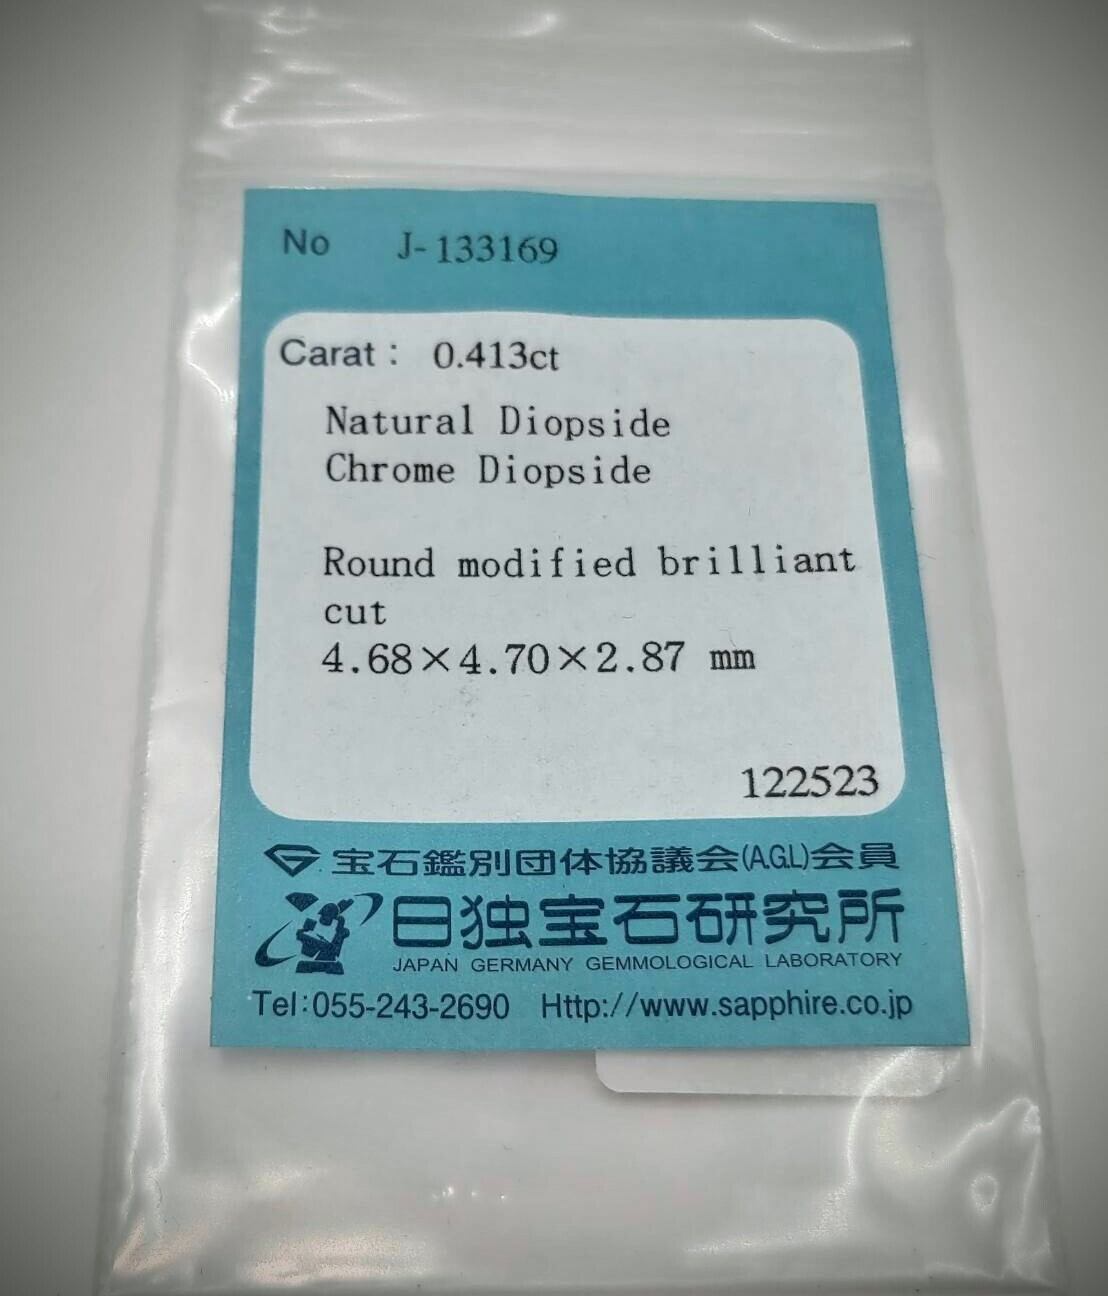 No J-133169
Carat : 0.413ct
Natural Diopside
Chrome Diopside
Round modified brilliant
cut
4.68×4.70×2.87 mm
122523
宝石鑑別団体協議会(A.G.L)会員
日独宝石研究所
JAPAN GERMANY GEMMOLOGICAL LABORATORY
Tel:055-243-2690 Http://www.sapphire.co.jp